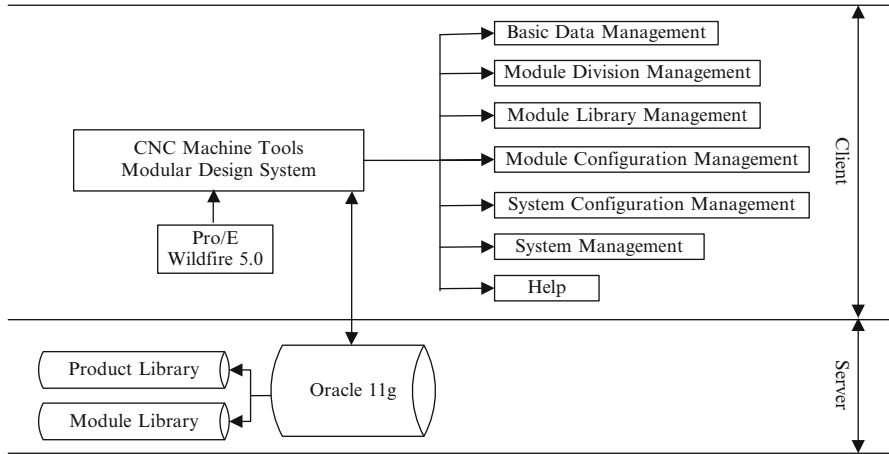 Basic Data Management
Module Division Management
Module Library Management
CNC Machine Tools
Modular Design System
Module Configuration Management
System Configuration Management
Pro/E
Wildfire 5.0
System Management
Help
Client
Product Library
Oracle 11g
Module Library
Server